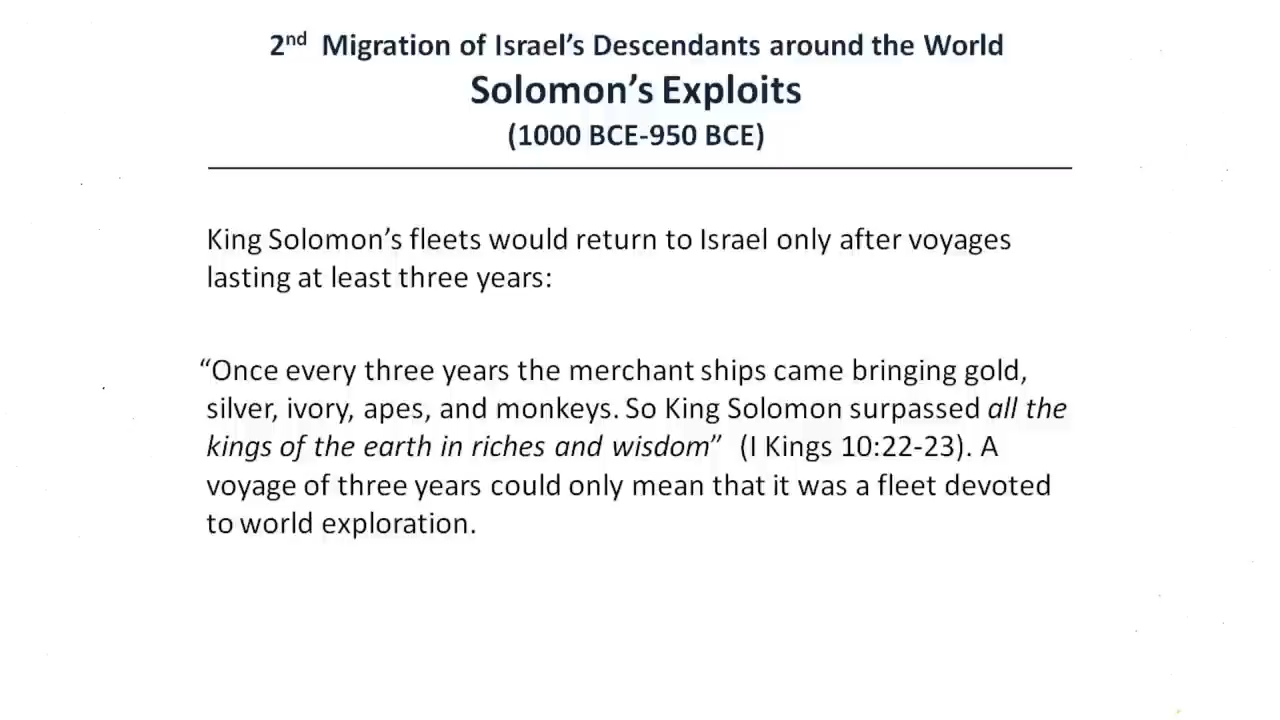 2nd Migration of Israel's Descendants around the World
Solomon's Exploits
(1000 BCE-950 BCE)
King Solomon's fleets would return to Israel only after voyages
lasting at least three years:
“Once every three years the merchant ships came bringing gold,
silver, ivory, apes, and monkeys. So King Solomon surpassed all the
kings of the earth in riches and wisdom” (I Kings 10:22-23). A
voyage of three years could only mean that it was a fleet devoted
to world exploration.